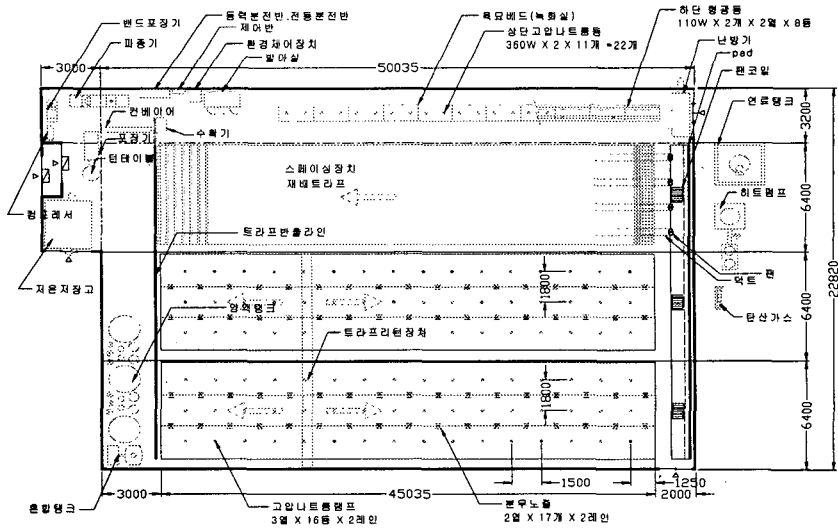 밴드포장기
파종기
동력분전반.전등분전반
제어반
환경제어장치
발아실
육묘베드(녹화실)
상단고압나트륨등
360W X 2 X 11개 =22개
하단 형광등
110W X 2개 X 2열 X 8등
난방기
pad
팬코일
연료탱크
3000
50035
3200
컨베이어
수확기
포장기
턴테이블
스페이싱장치
재배트라프
히트펌프
6400
콤프레서
트라프반출라인
저온저장고
팬
덕트
1800
6400
22820
양액탱크
트라프리턴장치
탄산가스
1800
6400
1500
1250
혼합탱크
3000
45035
2000
고압나트륨램프
3열 X 16등 X 2레인
분무노즐
2열 X 17개 X 2레인